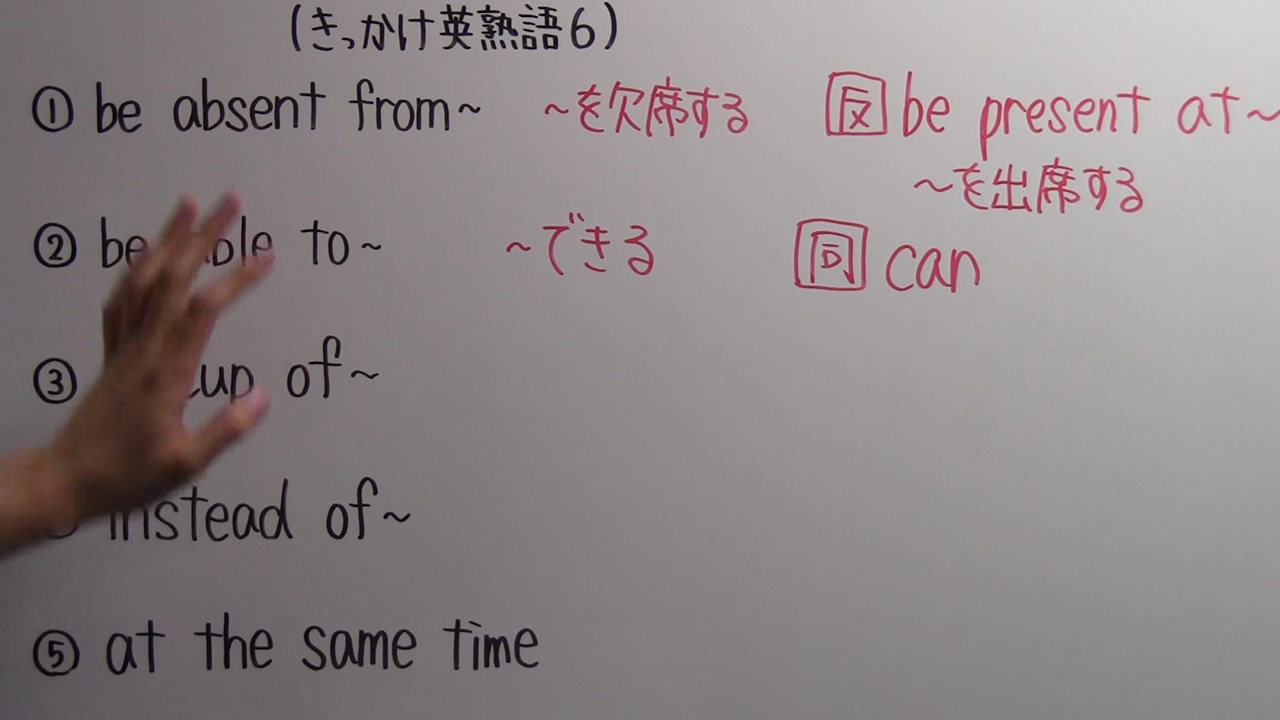 (きっかけ英熟語6)
① be absent from~ ~を欠席する 反 be present at~
~を出席する
② be to~ ~できる 同 can
③ of~
instead of~
⑤ at the same time